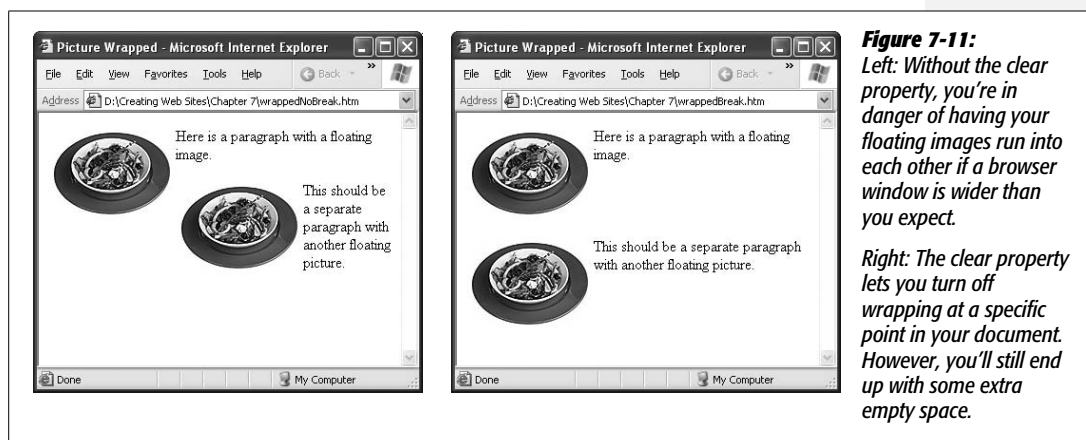 Picture Wrapped - Microsoft Internet Explorer
File Edit View Favorites Tools Help Back »
Address D:\Creating Web Sites\Chapter 7\wrappedNoBreak.htm
Here is a paragraph with a floating
image.
This should be
a separate
paragraph with
another floating
picture.
Done My Computer
Picture Wrapped - Microsoft Internet Explorer
File Edit View Favorites Tools Help Back »
Address D:\Creating Web Sites\Chapter 7\wrappedBreak.htm
Here is a paragraph with a floating
image.
This should be a separate paragraph
with another floating picture.
Done My Computer
Figure 7-11:
Left: Without the clear
property, you’re in
danger of having your
floating images run into
each other if a browser
window is wider than
you expect.
Right: The clear property
lets you turn off
wrapping at a specific
point in your document.
However, you’ll still end
up with some extra
empty space.